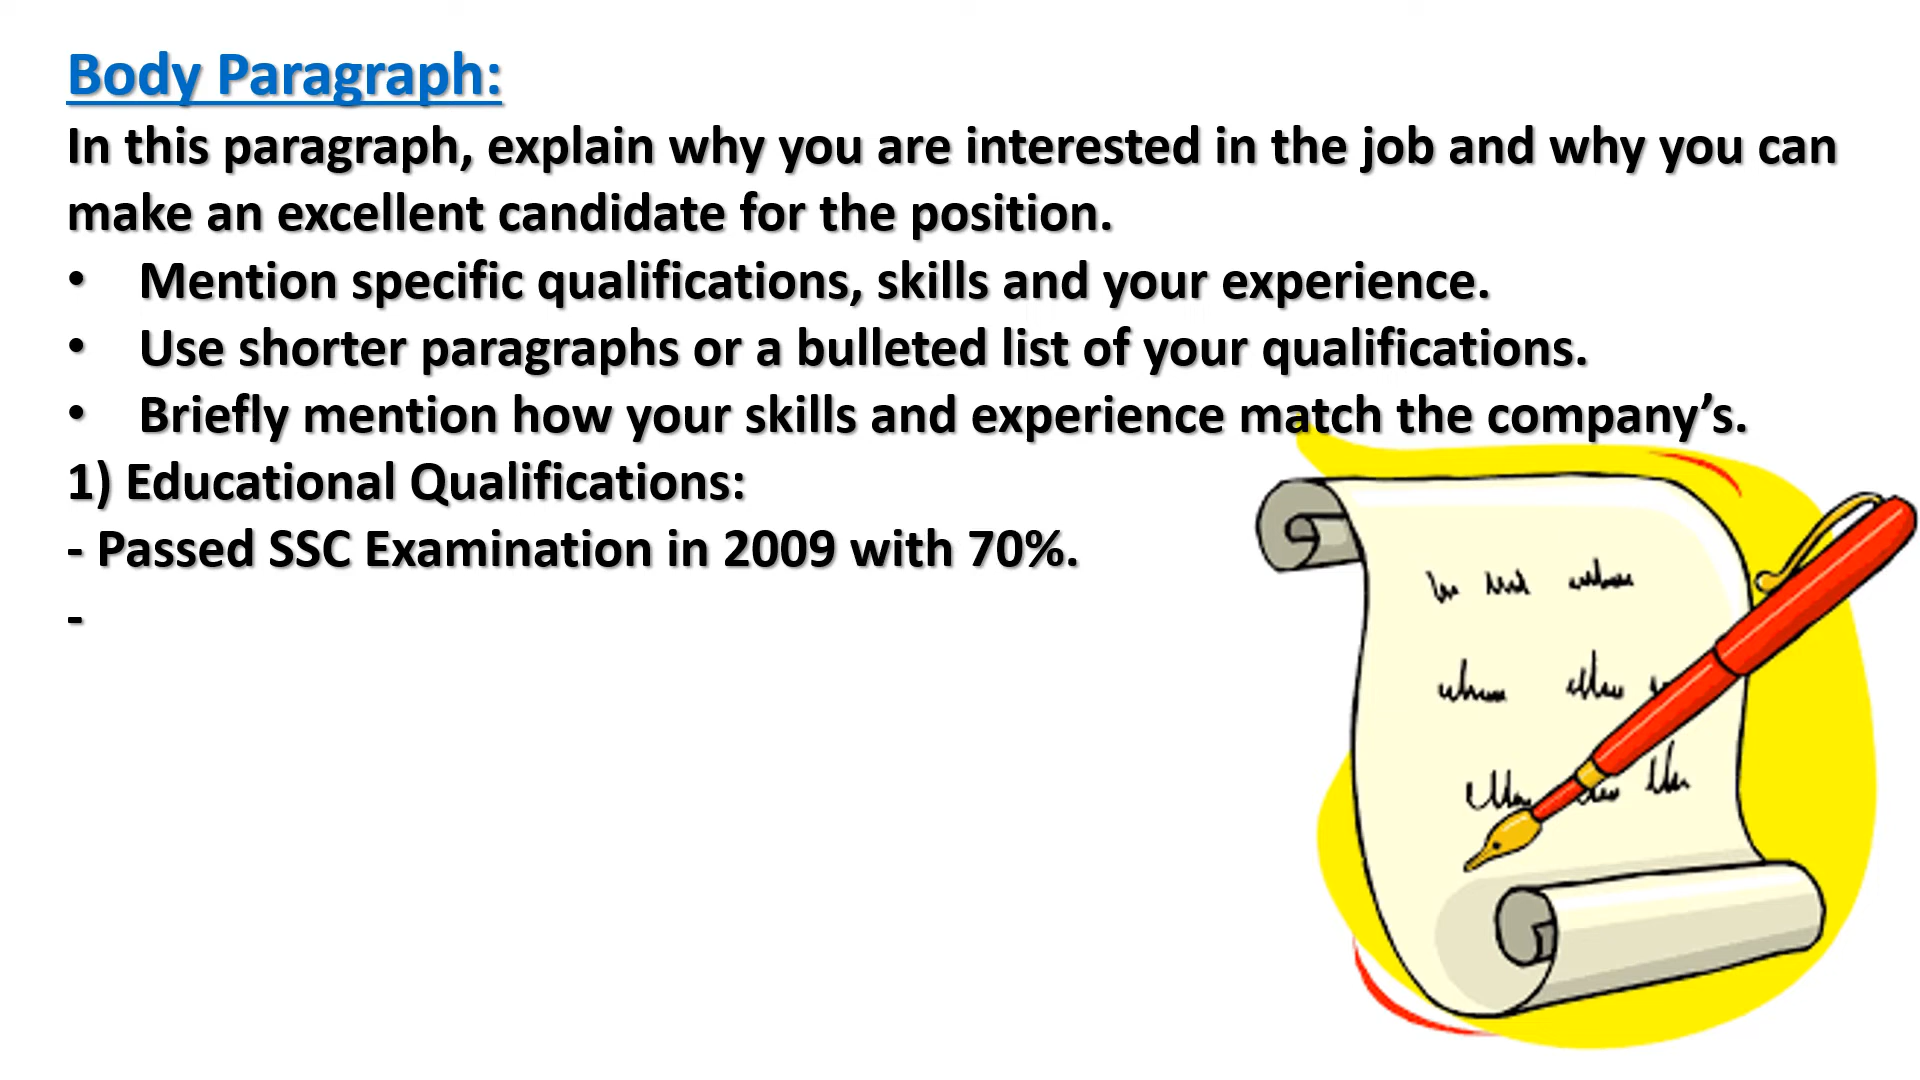 Body Paragraph:
In this paragraph, explain why you are interested in the job and why you can
make an excellent candidate for the position.
• Mention specific qualifications, skills and your experience.
• Use shorter paragraphs or a bulleted list of your qualifications.
• Briefly mention how your skills and experience match the company’s.
1) Educational Qualifications:
- Passed SSC Examination in 2009 with 70%.
-